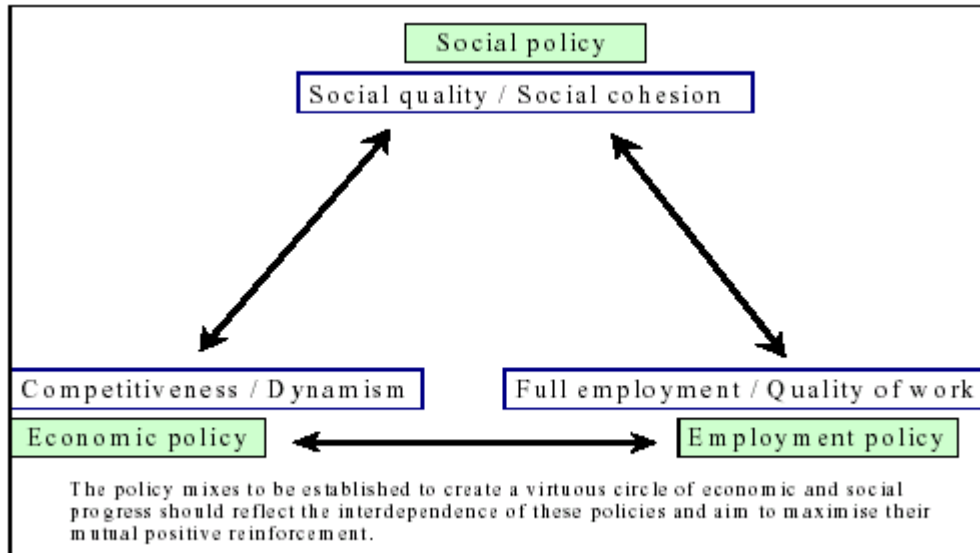 Social policy
Social quality / Social cohesion
Competitiveness / Dynamism
Full employment / Quality of work
Economic policy
Employment policy
The policy mixes to be established to create a virtuous circle of economic and social
progress should reflect the interdependence of these policies and aim to maximise their
mutual positive reinforcement.